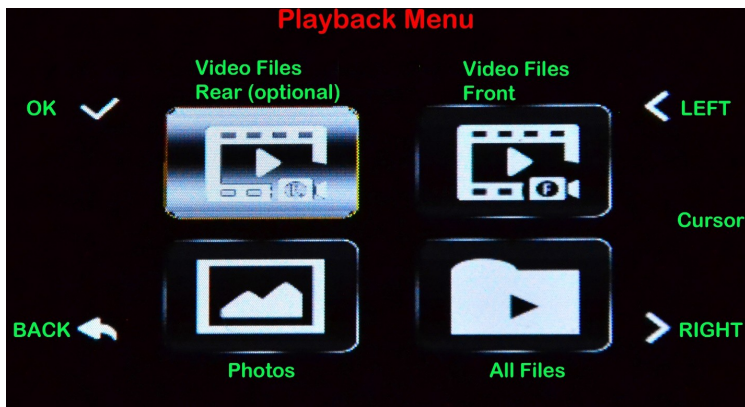 Playback Menu
Video Files
Rear (optional)
Video Files
Front
OK
LEFT
F
Cursor
BACK
RIGHT
Photos
All Files